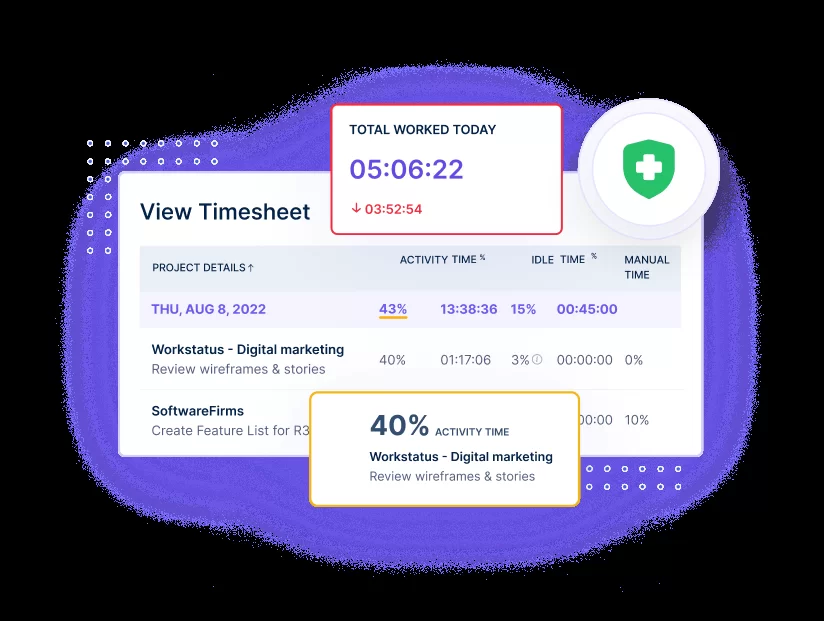 TOTAL WORKED TODAY
05:06:22
↓ 03:52:54
View Timesheet
PROJECT DETAILS↑ ACTIVITY TIME % IDLE TIME % MANUAL
TIME
THU, AUG 8, 2022 43% 13:38:36 15% 00:45:00
Workstatus - Digital marketing
Review wireframes & stories
40% 01:17:06 3% 00:00:00 0%
SoftwareFirms
Create Feature List for R3
00:00 10%
40% ACTIVITY TIME
Workstatus - Digital marketing
Review wireframes & stories